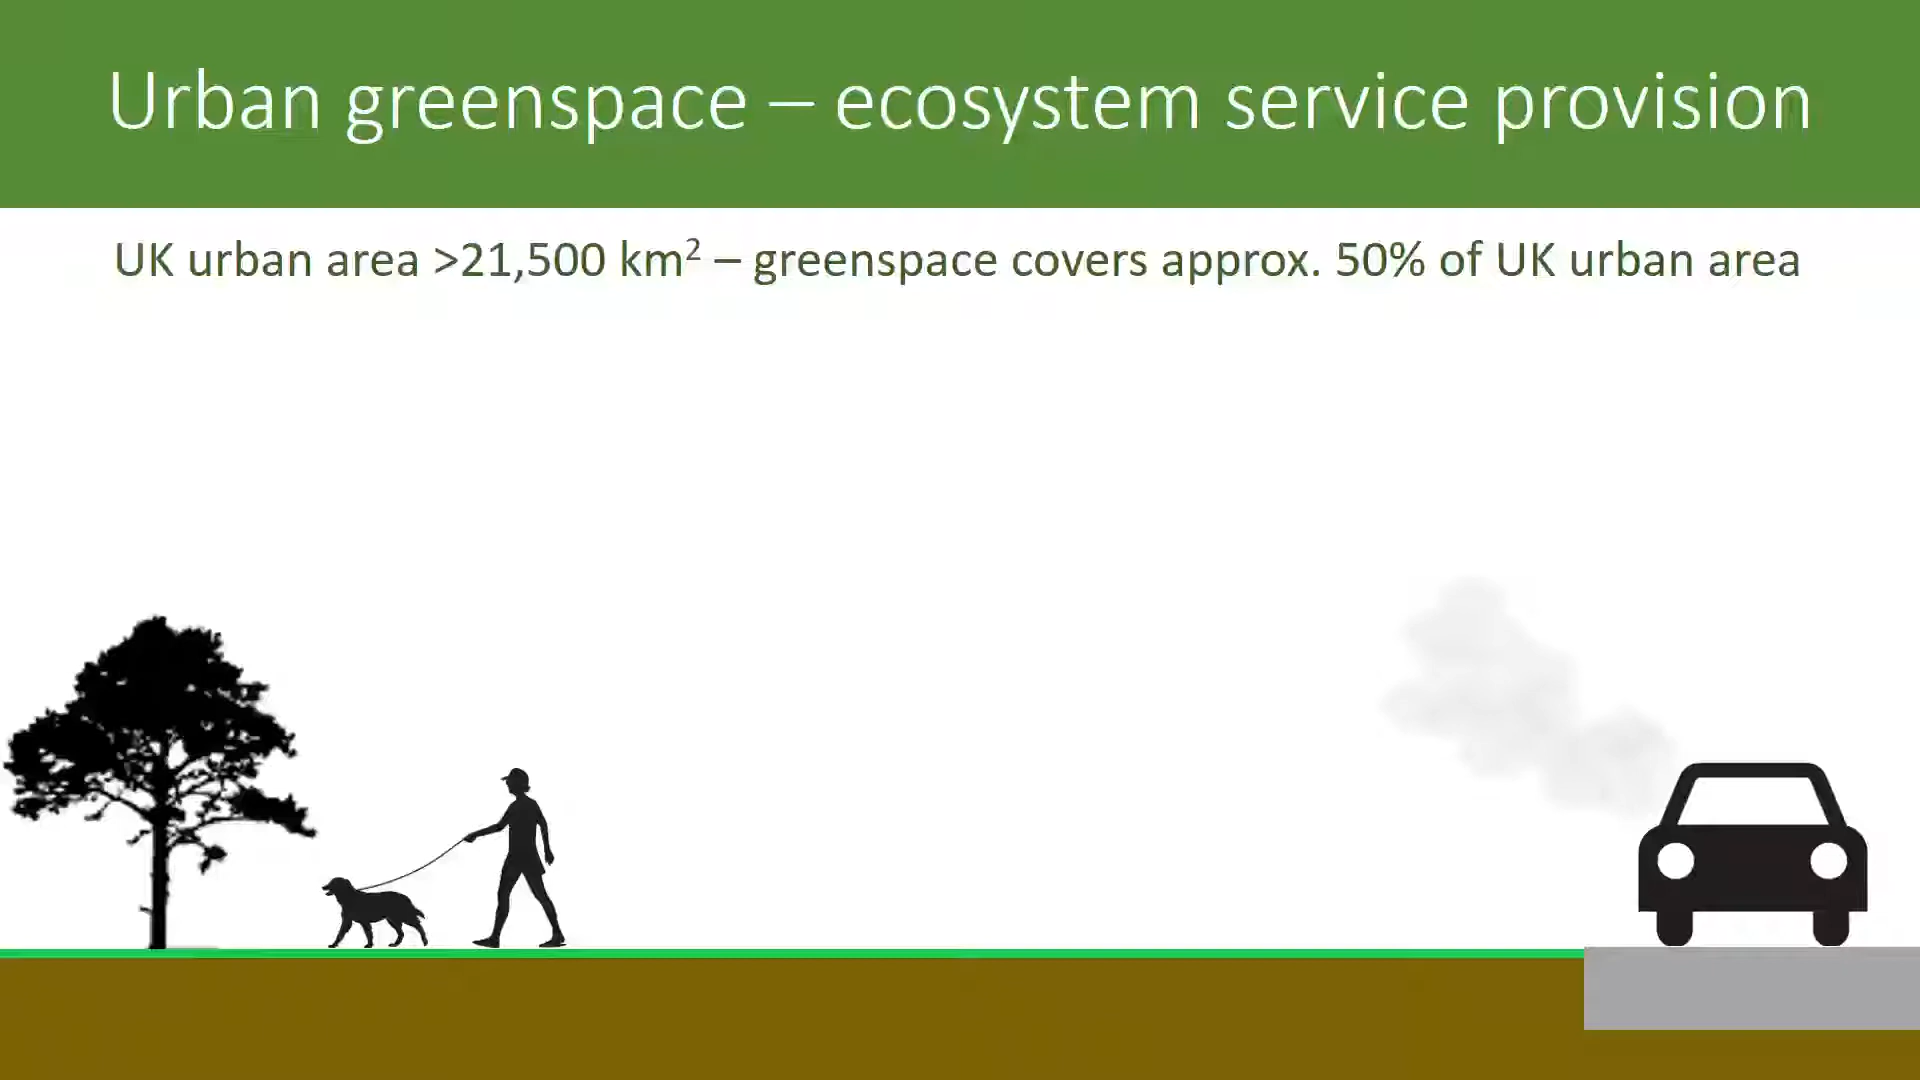 Urban greenspace – ecosystem service provision
UK urban area >21,500 km² – greenspace covers approx. 50% of UK urban area